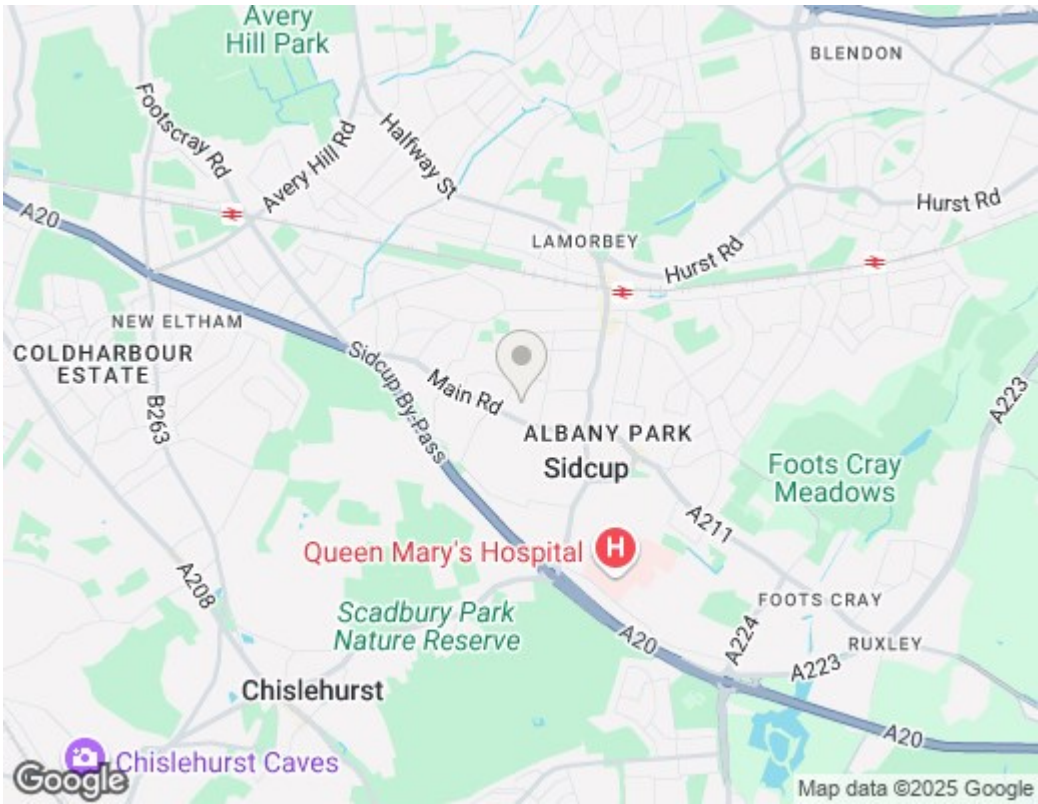 Avery
Hill Park
BLENDON
Footscray Rd
Avery Hill Rd
Halfway St
Hurst Rd
A20
LAMORBEY
Hurst Rd
NEW ELTHAM
COLDHARBOUR
ESTATE
Sidcup By-Pass
Main Rd
B263
A223
ALBANY PARK
Sidcup
Foots Cray
Meadows
A211
Queen Mary's Hospital
H
A208
Scadbury Park
Nature Reserve
FOOTS CRAY
A20
A224
RUXLEY
A223
Chislehurst
A20
Chislehurst Caves
Google
Map data ©2025 Google